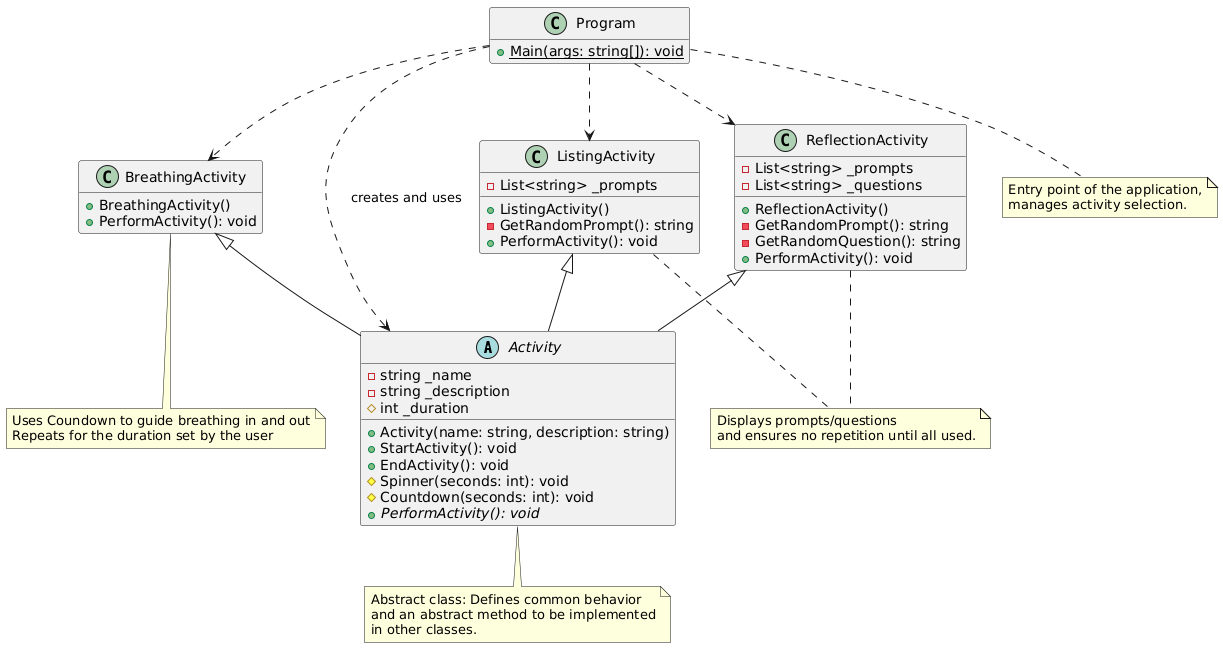 C Program
Main(args: string[]): void
creates and uses
C BreathingActivity
BreathingActivity()
PerformActivity(): void
C ListingActivity
List<string> _prompts
ListingActivity()
GetRandomPrompt(): string
PerformActivity(): void
C ReflectionActivity
List<string> _prompts
List<string> _questions
ReflectionActivity()
GetRandomPrompt(): string
GetRandomQuestion(): string
PerformActivity(): void
Entry point of the application,
manages activity selection.
A Activity
string _name
string _description
int _duration
Activity(name: string, description: string)
StartActivity(): void
EndActivity(): void
Spinner(seconds: int): void
Countdown(seconds: int): void
PerformActivity(): void
Uses Coundown to guide breathing in and out
Repeats for the duration set by the user
Displays prompts/questions
and ensures no repetition until all used.
Abstract class: Defines common behavior
and an abstract method to be implemented
in other classes.